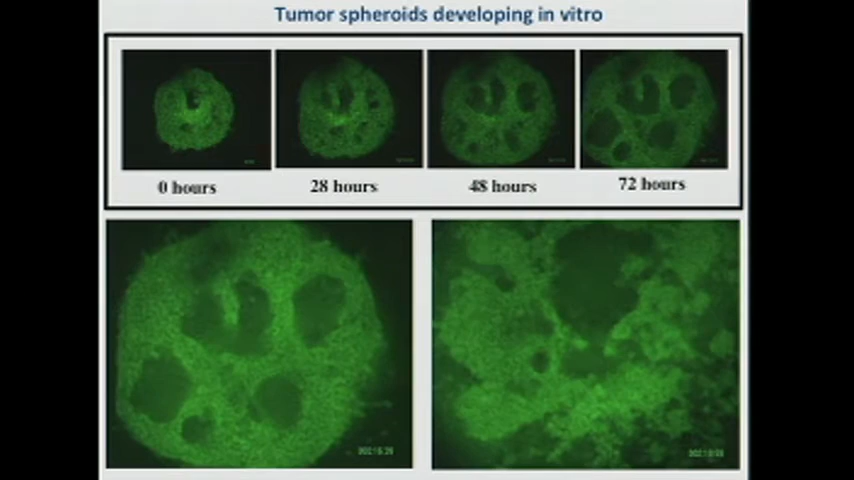 Tumor spheroids developing in vitro
0 hours
28 hours
48 hours
72 hours